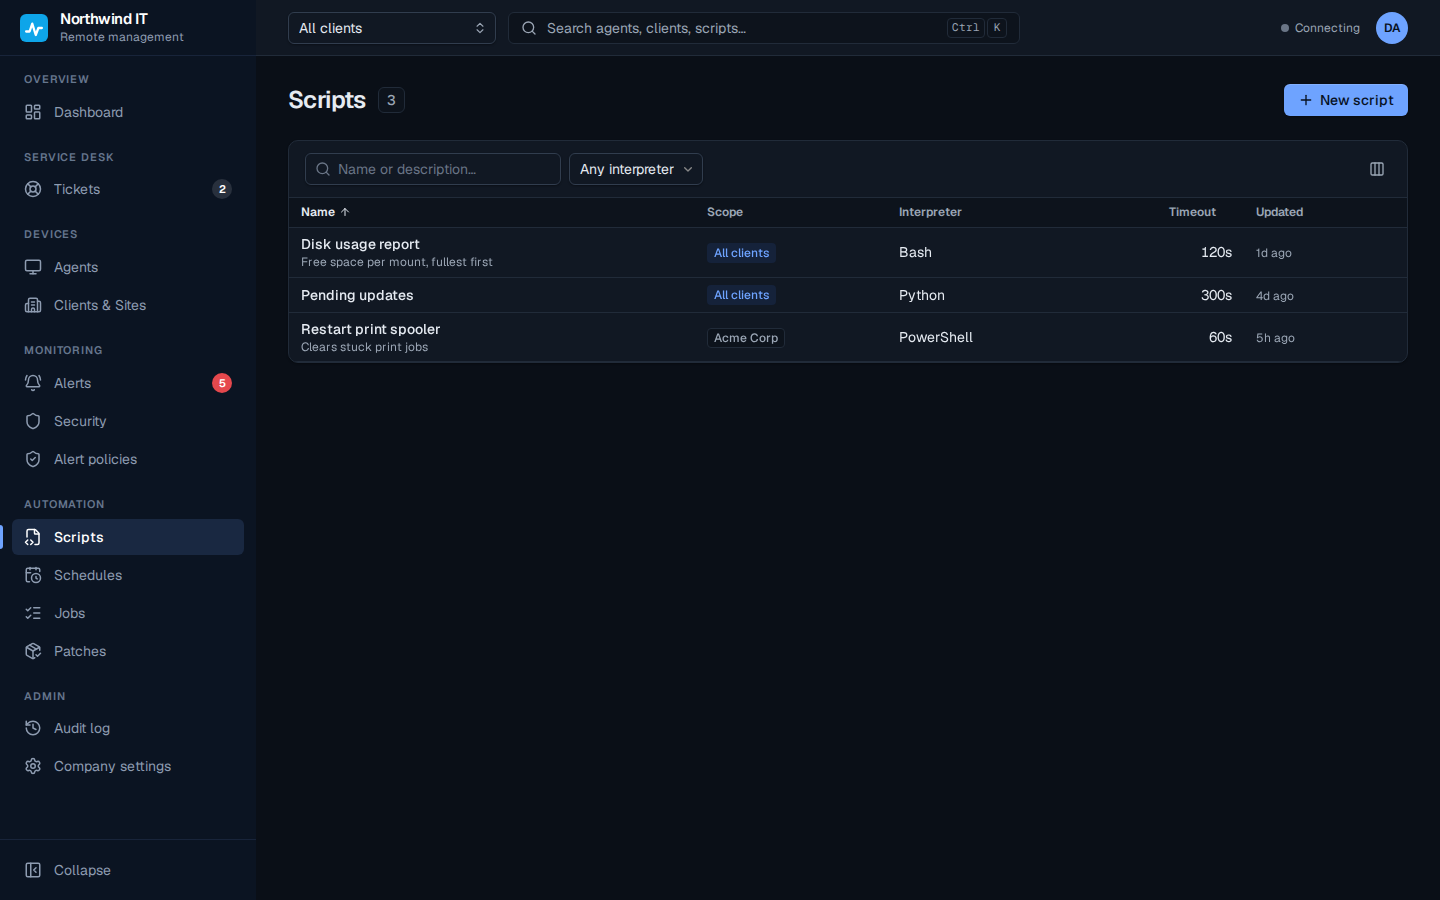 Northwind IT
Remote management
All clients
Search agents, clients, scripts...
Ctrl K
Connecting
DA
OVERVIEW
Dashboard
SERVICE DESK
Tickets 2
DEVICES
Agents
Clients & Sites
MONITORING
Alerts 5
Security
Alert policies
AUTOMATION
Scripts
Schedules
Jobs
Patches
ADMIN
Audit log
Company settings
Collapse
Scripts 3
New script
Name or description...
Any interpreter
Name Scope Interpreter Timeout Updated
Disk usage report All clients Bash 120s 1d ago
Free space per mount, fullest first
Pending updates All clients Python 300s 4d ago
Restart print spooler Acme Corp PowerShell 60s 5h ago
Clears stuck print jobs